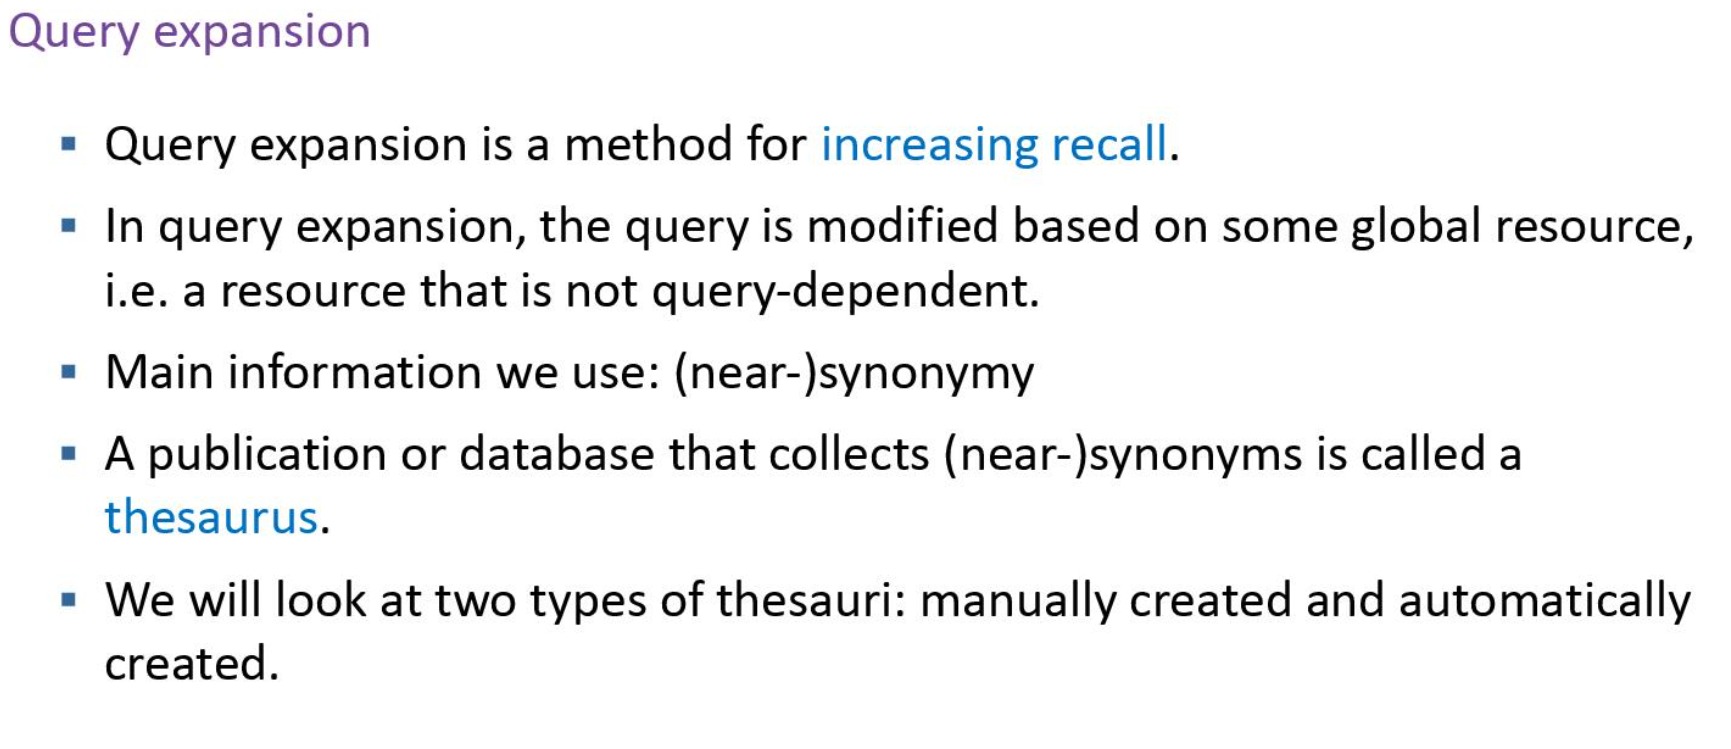 Query expansion
▪ Query expansion is a method for increasing recall.
▪ In query expansion, the query is modified based on some global resource,
i.e. a resource that is not query-dependent.
▪ Main information we use: (near-)synonymy
▪ A publication or database that collects (near-)synonyms is called a
thesaurus.
▪ We will look at two types of thesauri: manually created and automatically
created.